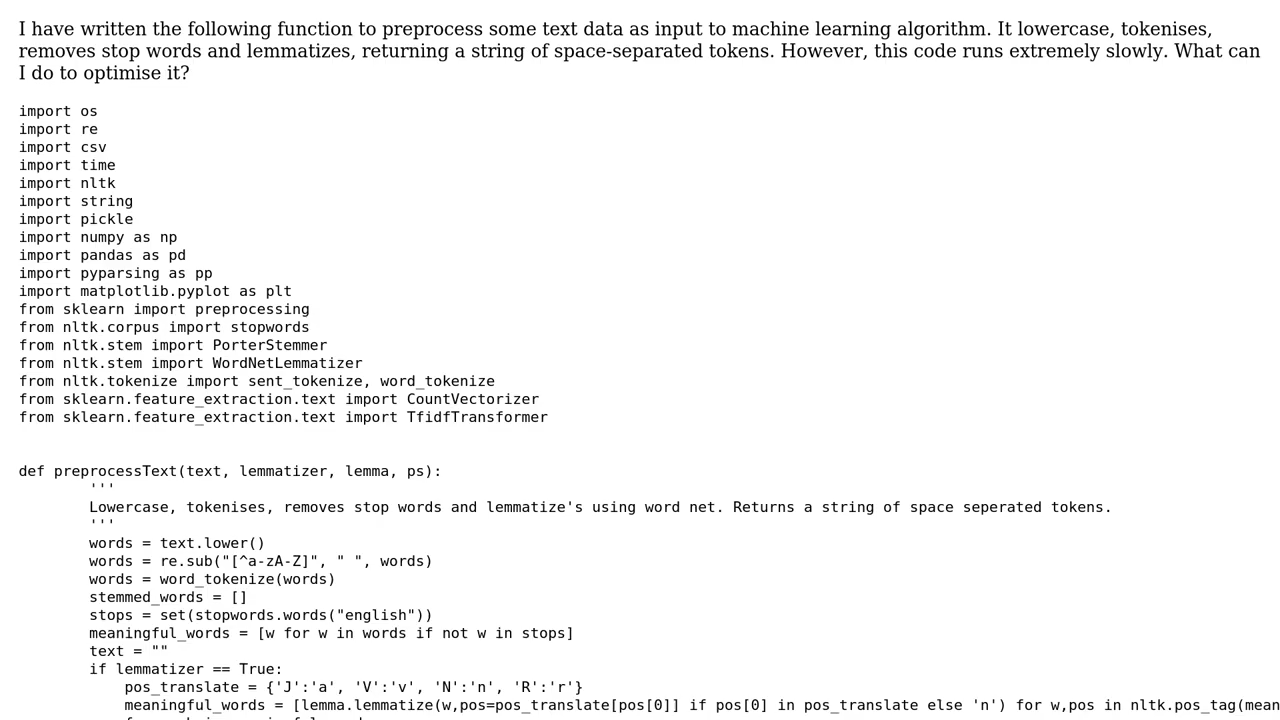 I have written the following function to preprocess some text data as input to machine learning algorithm. It lowercase, tokenises,
removes stop words and lemmatizes, returning a string of space-separated tokens. However, this code runs extremely slowly. What can
I do to optimise it?
import os
import re
import csv
import time
import nltk
import string
import pickle
import numpy as np
import pandas as pd
import pyparsing as pp
import matplotlib.pyplot as plt
from sklearn import preprocessing
from nltk.corpus import stopwords
from nltk.stem import PorterStemmer
from nltk.stem import WordNetLemmatizer
from nltk.tokenize import sent_tokenize, word_tokenize
from sklearn.feature_extraction.text import CountVectorizer
from sklearn.feature_extraction.text import TfidfTransformer
def preprocessText(text, lemmatizer, lemma, ps):
'''
Lowercase, tokenises, removes stop words and lemmatize's using word net. Returns a string of space seperated tokens.
'''
words = text.lower()
words = re.sub("[^a-zA-Z]", " ", words)
words = word_tokenize(words)
stemmed_words = []
stops = set(stopwords.words("english"))
meaningful_words = [w for w in words if not w in stops]
text = ""
if lemmatizer == True:
pos_translate = {'J':'a', 'V':'v', 'N':'n', 'R':'r'}
meaningful_words = [lemma.lemmatize(w,pos=pos_translate[pos[0]] if pos[0] in pos_translate else 'n') for w,pos in nltk.pos_tag(mean